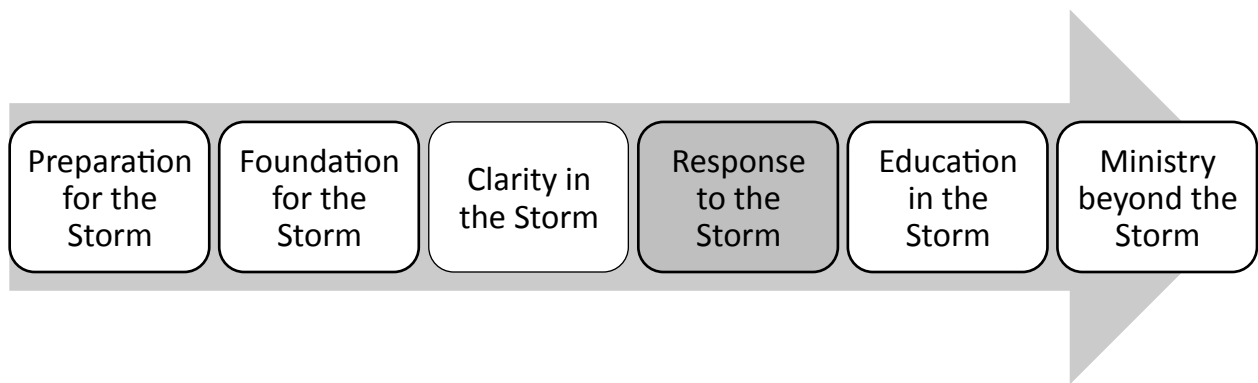 Preparation
for the
Storm
Foundation
for the
Storm
Clarity in
the Storm
Response
to the
Storm
Education
in the
Storm
Ministry
beyond the
Storm